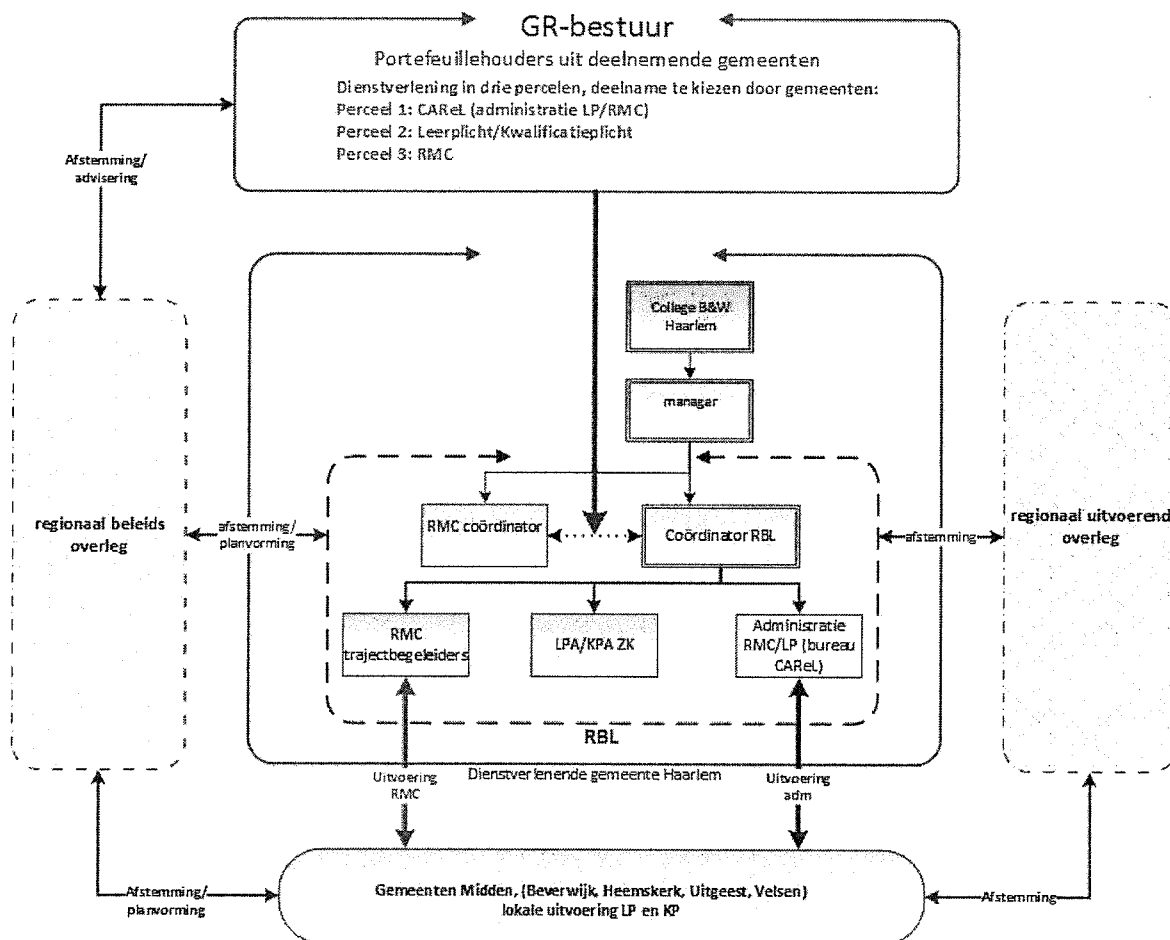 GR-bestuur
Portefeuillehouders uit deelnemende gemeenten
Dienstverlening in drie percelen, deelname te kiezen door gemeenten:
Perceel 1: CAReL (administratie LP/RMC)
Perceel 2: Leerplicht/Kwalificatieplicht
Perceel 3: RMC
Afstemming/
advisering
College B&W
Haarlem
manager
regionaal beleids
overleg
afstemming/
planvorming
RMC coördinator
Coördinator RBL
afstemming
regionaal uitvoerend
overleg
RMC
trajectbegeleiders
LPA/KPA ZK
Administratie
RMC/LP (bureau
CAReL)
RBL
Dienstverlenende gemeente Haarlem
Uitvoering
RMC
Uitvoering
adm
Afstemming/
planvorming
Gemeenten Midden, (Beverwijk, Heemskerk, Uitgeest, Velsen)
lokale uitvoering LP en KP
Afstemming